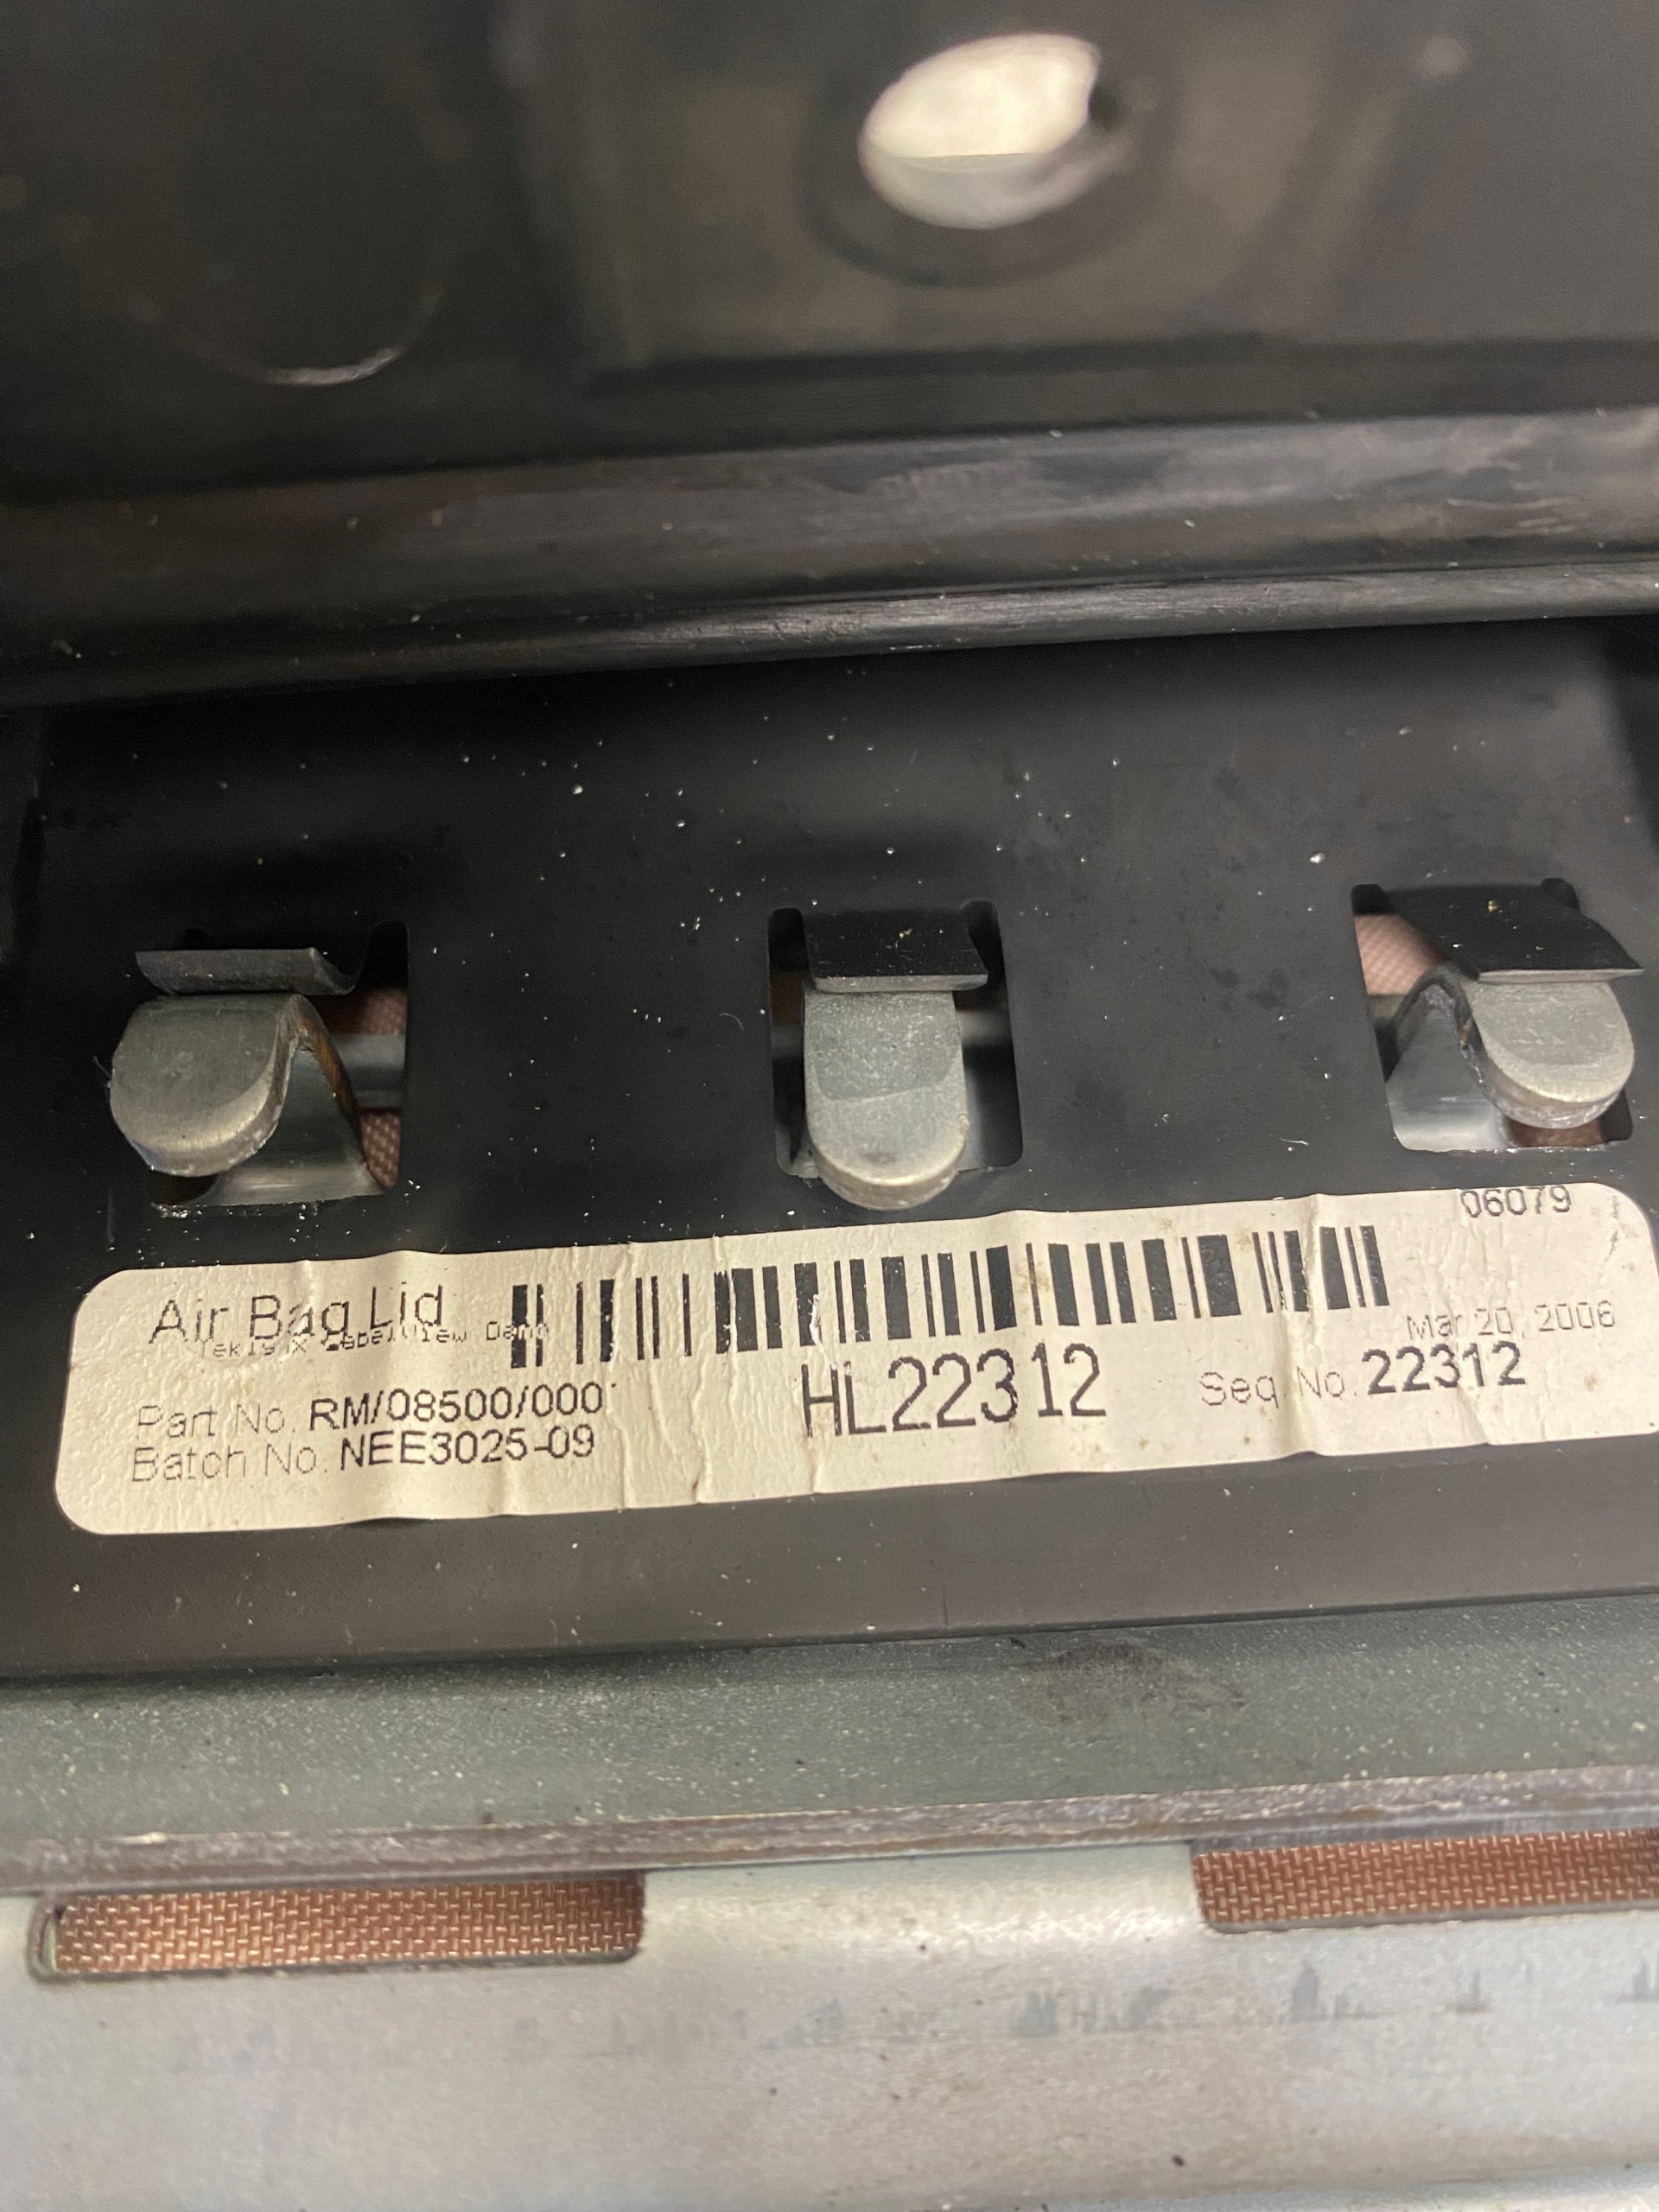 06079
Air Bag Lid
Mar 20, 2006
HL22312
Seq No. 22312
Part No. RM/08500/000
Batch No. NEE3025-09